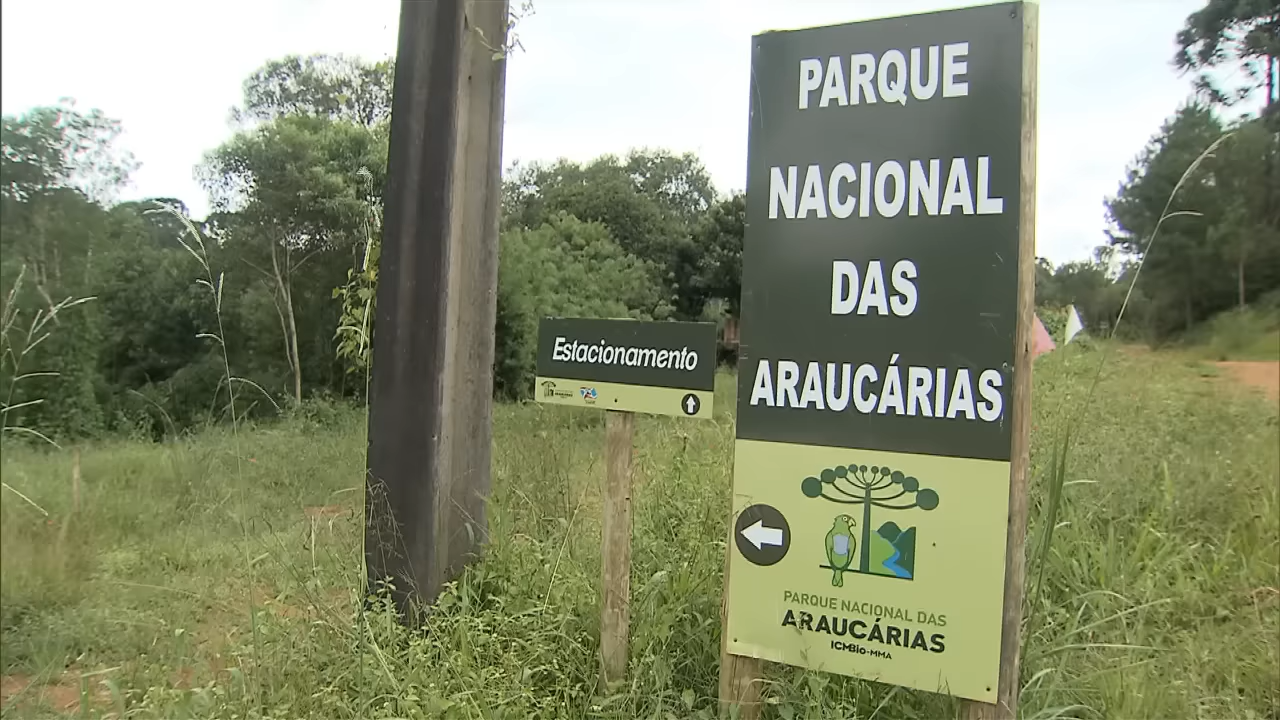 PARQUE
NACIONAL
DAS
ARAUCÁRIAS
PARQUE NACIONAL DAS
ARAUCÁRIAS
ICMBio-MMA
Estacionamento